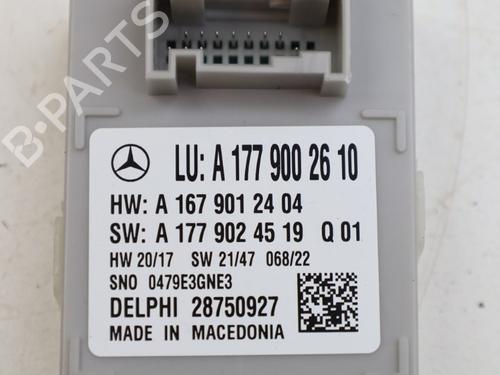 B-PARTS
LU: A 177 900 26 10
HW: A 167 901 24 04
SW: A 177 902 45 19 Q 01
HW 20/17 SW 21/47 068/22
SNO 0479E3GNE3
DELPHI 28750927
MADE IN MACEDONIA